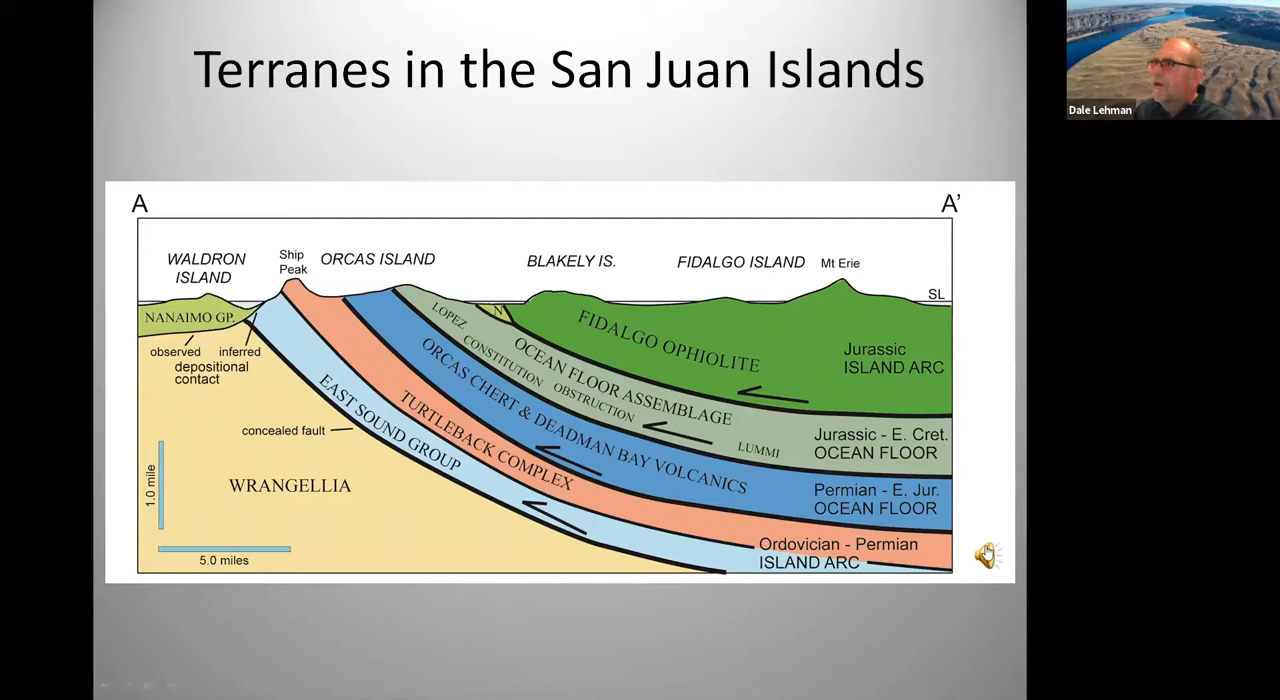 Terranes in the San Juan Islands
Dale Lehman
A
A’
WALDRON
ISLAND
Ship
Peak
ORCAS ISLAND
BLAKELY IS.
FIDALGO ISLAND
Mt Erie
SL
NANAIMO GP.
N
observed
inferred
depositional
contact
LOPEZ
CONSTITUTION
OBSTRUCTION
LUMMI
OCEAN FLOOR ASSEMBLAGE
FIDALGO OPHIOLITE
Jurassic
ISLAND ARC
ORCAS CHERT & DEADMAN BAY VOLCANICS
Jurassic - E. Cret.
OCEAN FLOOR
TURTLEBACK COMPLEX
Permian - E. Jur.
OCEAN FLOOR
EAST SOUND GROUP
Ordovician - Permian
ISLAND ARC
concealed fault
WRANGELLIA
1.0 mile
5.0 miles